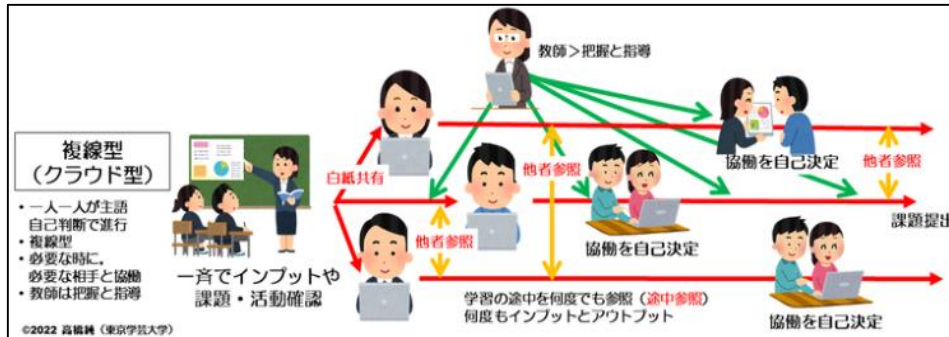 複線型
（クラウド型）
・一人一人が主語
自己判断で進行
・複線型
・必要な時に，
必要な相手と協働
・教師は把握と指導
©2022 高橋純（東京学芸大学）
一斉でインプットや
課題・活動確認
教師＞把握と指導
白紙共有
他者参照
他者参照
協働を自己決定
他者参照
協働を自己決定
課題提出
学習の途中を何度でも参照（途中参照）
何度もインプットとアウトプット
協働を自己決定